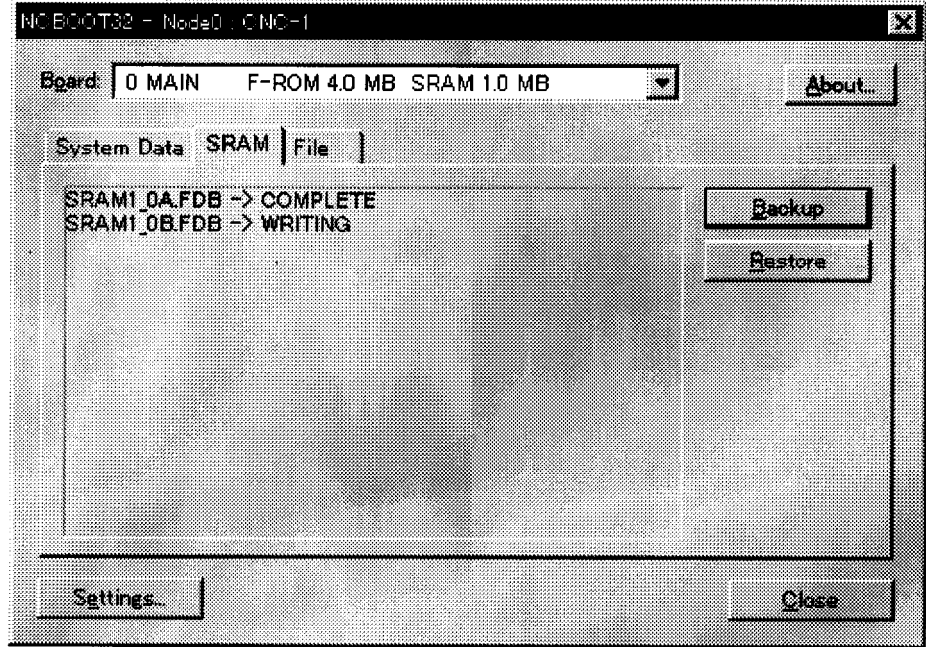 NCBOOT32 - Node0 : CNC-1
Board: 0 MAIN F-ROM 4.0 MB SRAM 1.0 MB
About...
System Data SRAM File
SRAM1_0A.FDB -> COMPLETE
SRAM1_0B.FDB -> WRITING
Backup
Restore
Settings...
Close